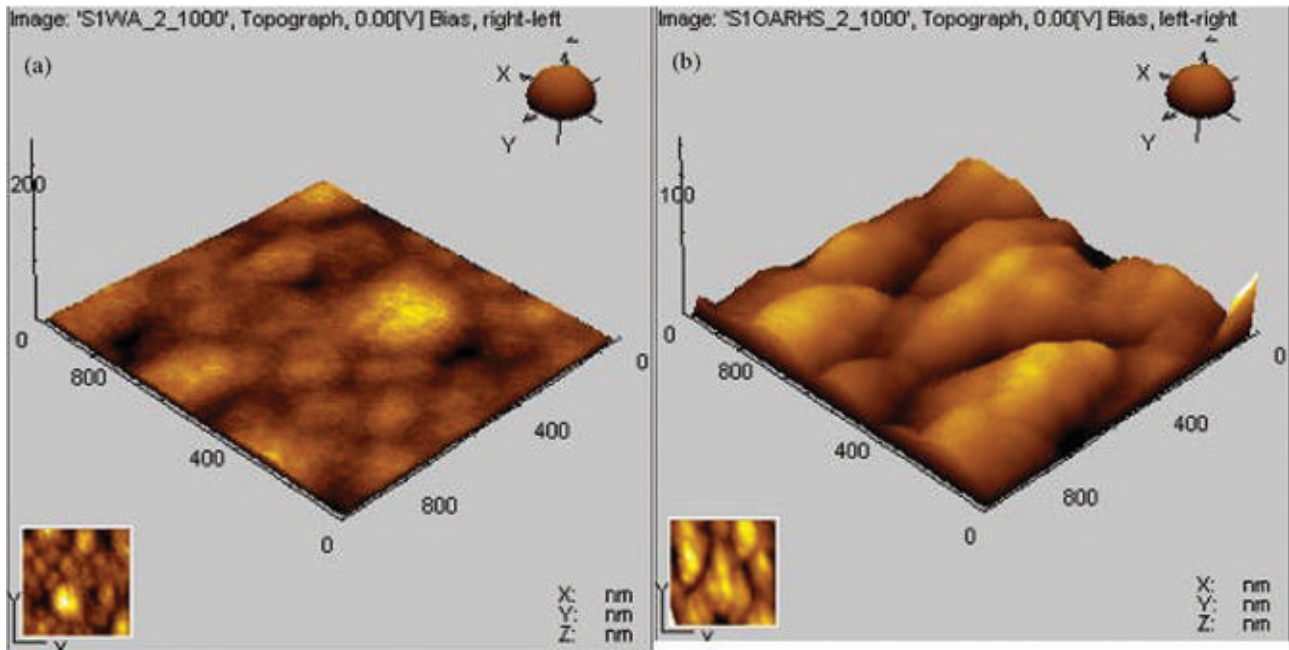 Image: 'S1WA_2_1000', Topograph, 0.00[V] Bias, right-left
(a)
Z
X
Y
200
0
800
400
0
400
800
0
Y
X
X: nm
Y: nm
Z: nm
Image: 'S1OARHS_2_1000', Topograph, 0.00[V] Bias, left-right
(b)
Z
X
Y
100
0
800
400
0
400
800
0
Y
X: nm
Y: nm
Z: nm